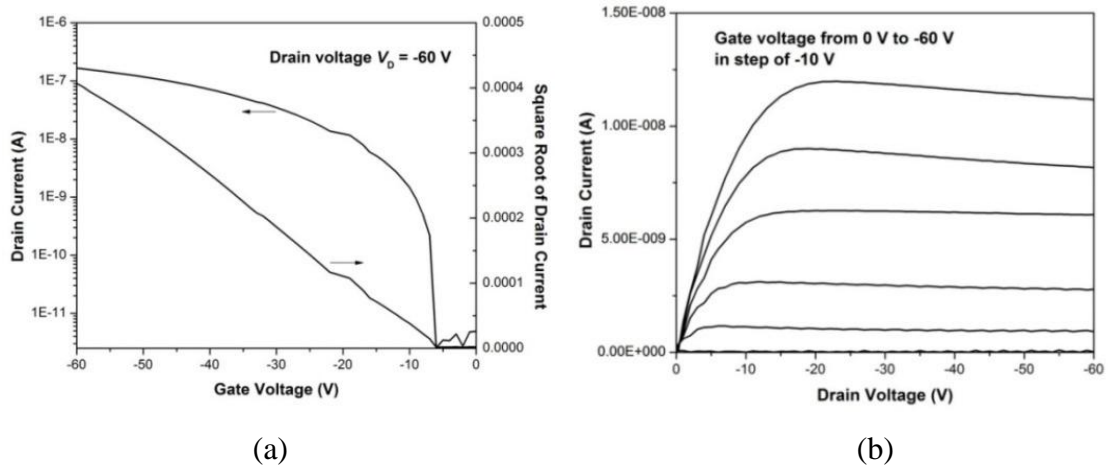 1E-6
1E-7
1E-8
1E-9
1E-10
1E-11
Drain Current (A)
Drain voltage VD = -60 V
0.0005
0.0004
0.0003
0.0002
0.0001
0.0000
Square Root of Drain Current
-60 -50 -40 -30 -20 -10 0
Gate Voltage (V)
(a)
1.50E-008
1.00E-008
5.00E-009
0.00E+000
Drain Current (A)
Gate voltage from 0 V to -60 V
in step of -10 V
0 -10 -20 -30 -40 -50 -60
Drain Voltage (V)
(b)